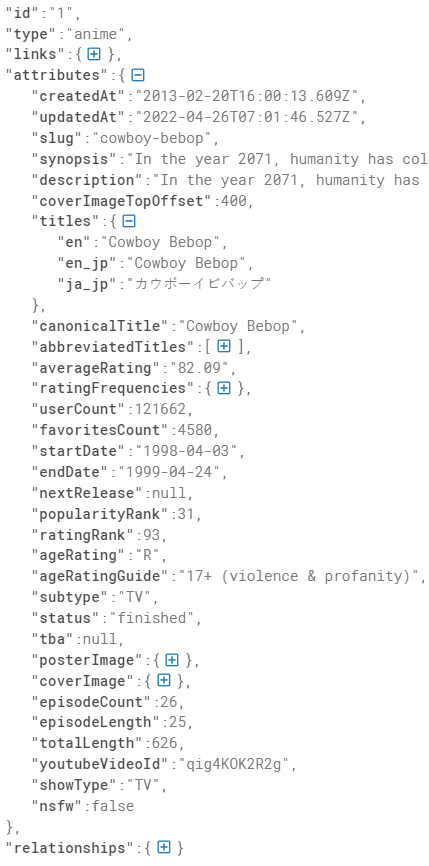 "id":"1",
"type":"anime",
"links":{ },
"attributes":{
"createdAt":"2013-02-20T16:00:13.609Z",
"updatedAt":"2022-04-26T07:01:46.527Z",
"slug":"cowboy-bebop",
"synopsis":"In the year 2071, humanity has col
"description":"In the year 2071, humanity has
"coverImageTopOffset":400,
"titles":{
"en":"Cowboy Bebop",
"en_jp":"Cowboy Bebop",
"ja_jp":"カウボーイビバップ"
},
"canonicalTitle":"Cowboy Bebop",
"abbreviatedTitles":[ ],
"averageRating":"82.09",
"ratingFrequencies":{ },
"userCount":121662,
"favoritesCount":4580,
"startDate":"1998-04-03",
"endDate":"1999-04-24",
"nextRelease":null,
"popularityRank":31,
"ratingRank":93,
"ageRating":"R",
"ageRatingGuide":"17+ (violence & profanity)",
"subtype":"TV",
"status":"finished",
"tba":null,
"posterImage":{ },
"coverImage":{ },
"episodeCount":26,
"episodeLength":25,
"totalLength":626,
"youtubeVideoId":"qig4KOK2R2g",
"showType":"TV",
"nsfw":false
},
"relationships":{ }